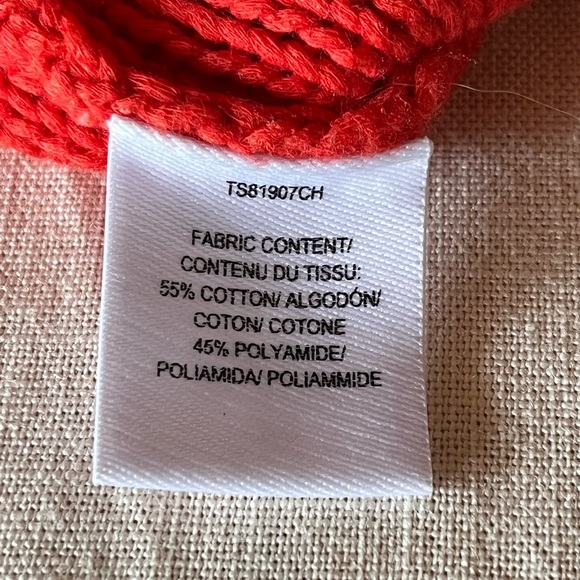 TS81907CH
FABRIC CONTENT/
CONTENU DU TISSU:
55% COTTON/ ALGODÓN/
COTON/ COTONE
45% POLYAMIDE/
POLIAMIDA/ POLIAMMIDE